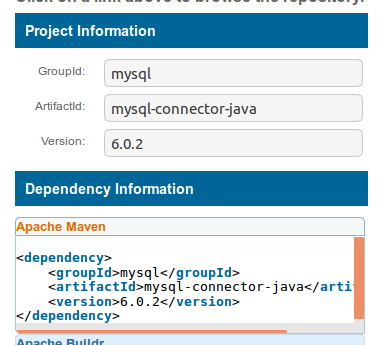 Click on a link above to browse the repository.
Project Information
GroupId: mysql
ArtifactId: mysql-connector-java
Version: 6.0.2
Dependency Information
Apache Maven
<dependency>
    <groupId>mysql</groupId>
    <artifactId>mysql-connector-java</arti
    <version>6.0.2</version>
</dependency>
Apache Buildr